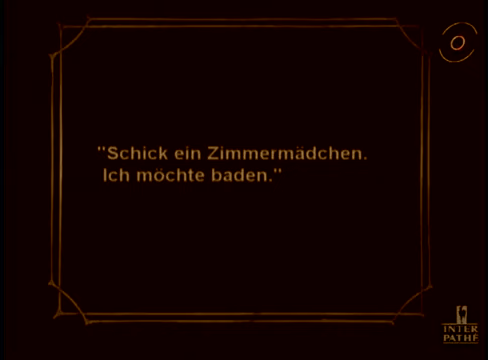 "Schick ein Zimmermädchen.
Ich möchte baden."
INTER
PATHÉ